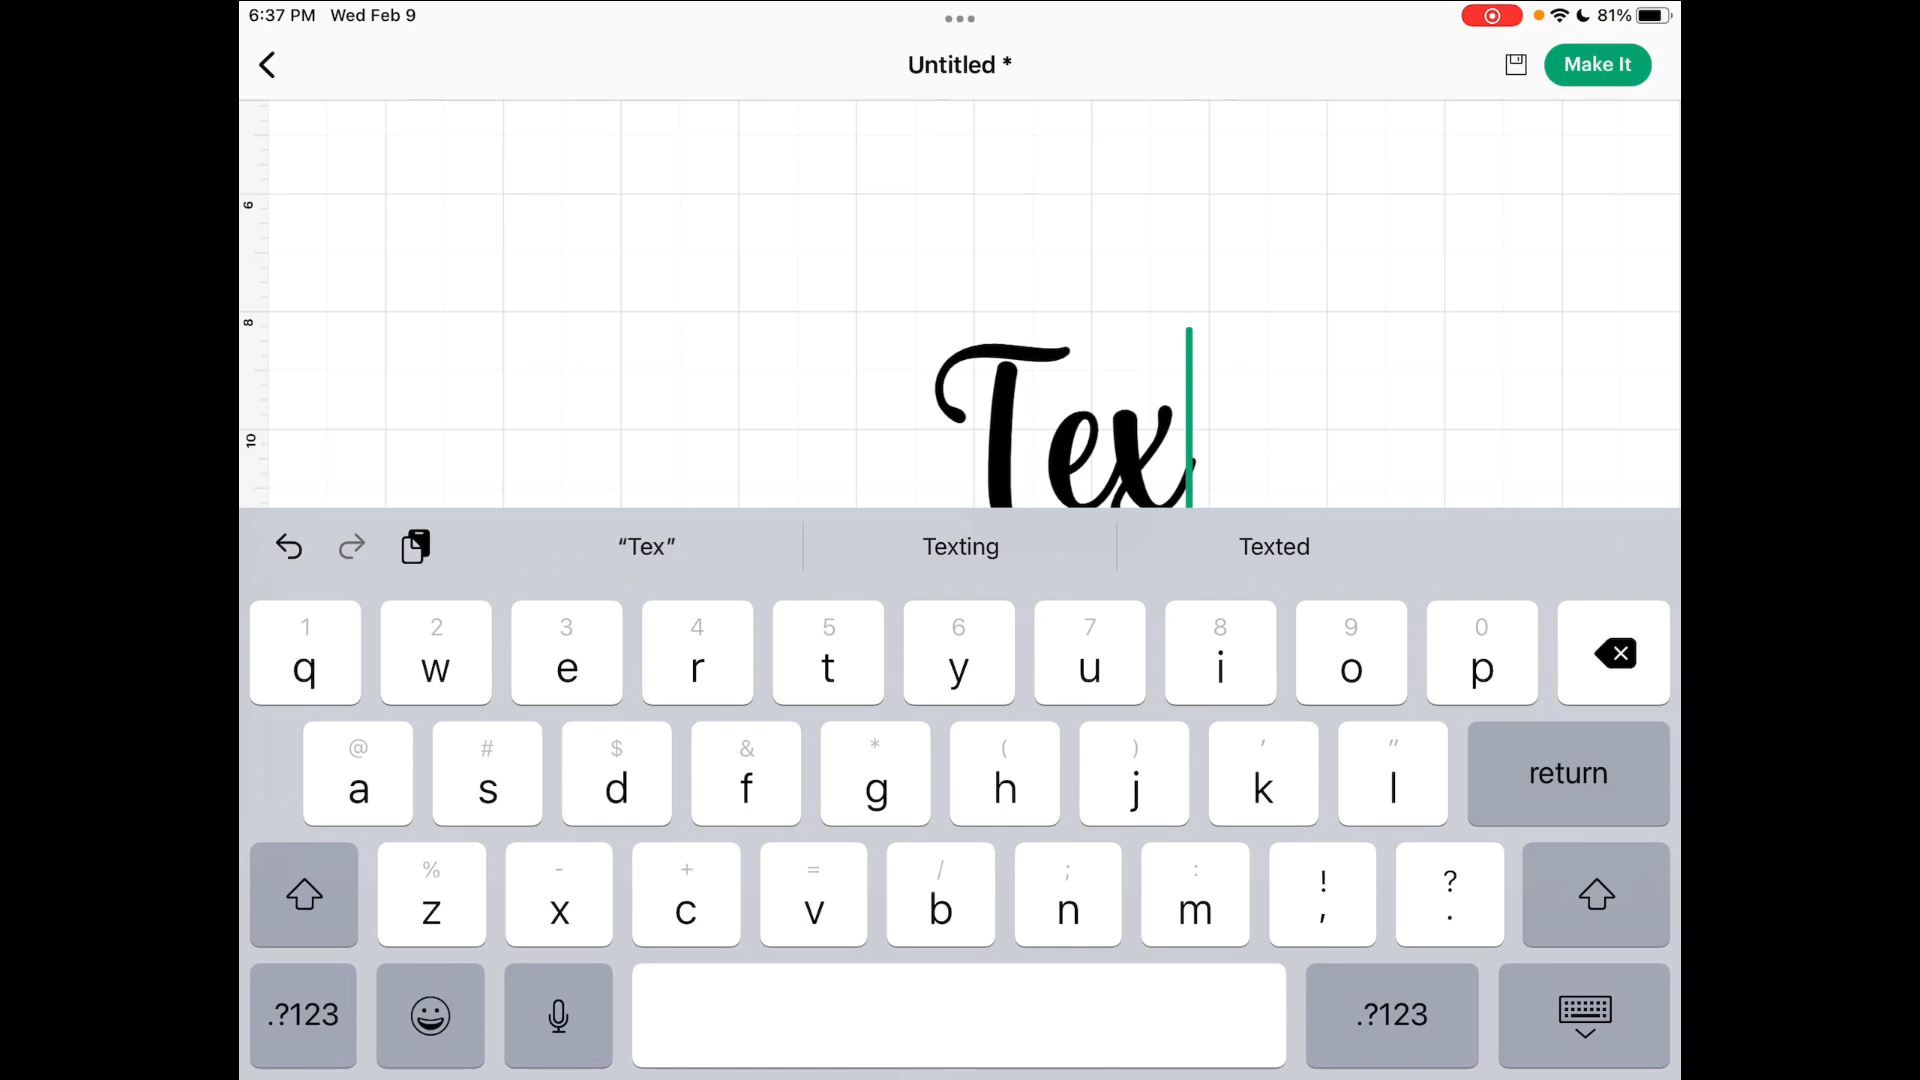 6:37 PM Wed Feb 9 81%
Untitled *
Make It
6
8
10
Tex
“Tex” Texting Texted
1 2 3 4 5 6 7 8 9 0
q w e r t y u i o p
@ # $ & * ( ) ' "
a s d f g h j k l return
% - + = / ; : ! ?
z x c v b n m , .
.?123 .?123